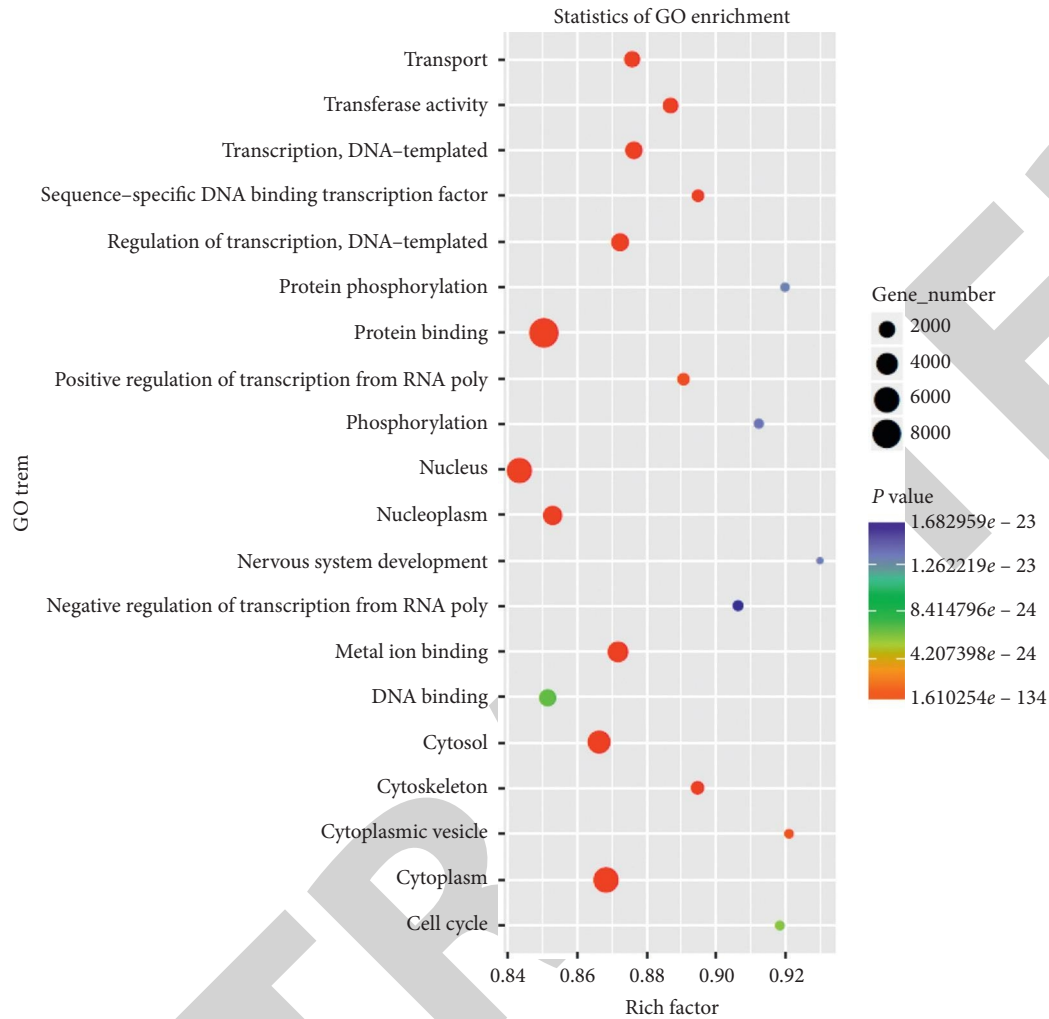 Statistics of GO enrichment
Transport
Transferase activity
Transcription, DNA–templated
Sequence–specific DNA binding transcription factor
Regulation of transcription, DNA–templated
Protein phosphorylation
Protein binding
Positive regulation of transcription from RNA poly
Phosphorylation
Nucleus
Nucleoplasm
Nervous system development
Negative regulation of transcription from RNA poly
Metal ion binding
DNA binding
Cytosol
Cytoskeleton
Cytoplasmic vesicle
Cytoplasm
Cell cycle
GO trem
0.84 0.86 0.88 0.90 0.92
Rich factor
Gene_number
2000
4000
6000
8000
P value
1.682959e – 23
1.262219e – 23
8.414796e – 24
4.207398e – 24
1.610254e – 134